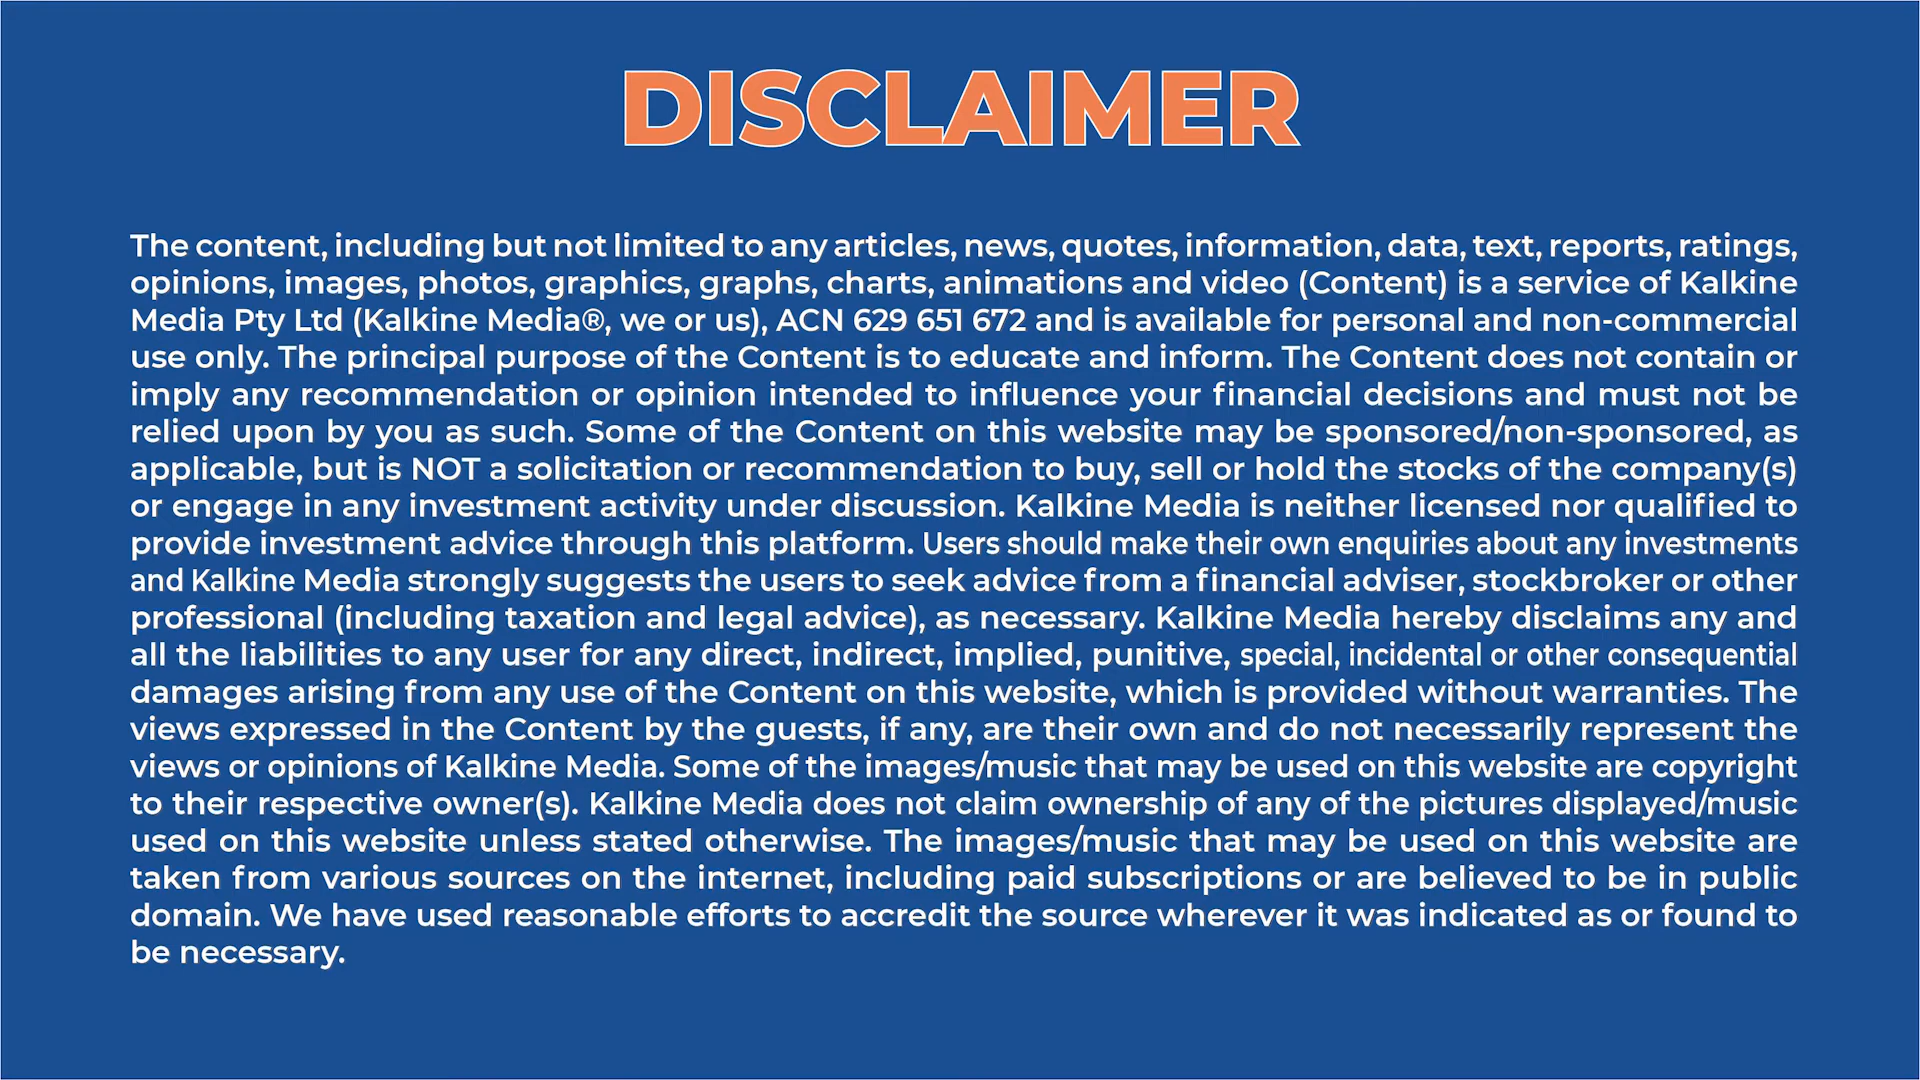 DISCLAIMER
The content, including but not limited to any articles, news, quotes, information, data, text, reports, ratings,
opinions, images, photos, graphics, graphs, charts, animations and video (Content) is a service of Kalkine
Media Pty Ltd (Kalkine Media®, we or us), ACN 629 651 672 and is available for personal and non-commercial
use only. The principal purpose of the Content is to educate and inform. The Content does not contain or
imply any recommendation or opinion intended to influence your financial decisions and must not be
relied upon by you as such. Some of the Content on this website may be sponsored/non-sponsored, as
applicable, but is NOT a solicitation or recommendation to buy, sell or hold the stocks of the company(s)
or engage in any investment activity under discussion. Kalkine Media is neither licensed nor qualified to
provide investment advice through this platform. Users should make their own enquiries about any investments
and Kalkine Media strongly suggests the users to seek advice from a financial adviser, stockbroker or other
professional (including taxation and legal advice), as necessary. Kalkine Media hereby disclaims any and
all the liabilities to any user for any direct, indirect, implied, punitive, special, incidental or other consequential
damages arising from any use of the Content on this website, which is provided without warranties. The
views expressed in the Content by the guests, if any, are their own and do not necessarily represent the
views or opinions of Kalkine Media. Some of the images/music that may be used on this website are copyright
to their respective owner(s). Kalkine Media does not claim ownership of any of the pictures displayed/music
used on this website unless stated otherwise. The images/music that may be used on this website are
taken from various sources on the internet, including paid subscriptions or are believed to be in public
domain. We have used reasonable efforts to accredit the source wherever it was indicated as or found to
be necessary.